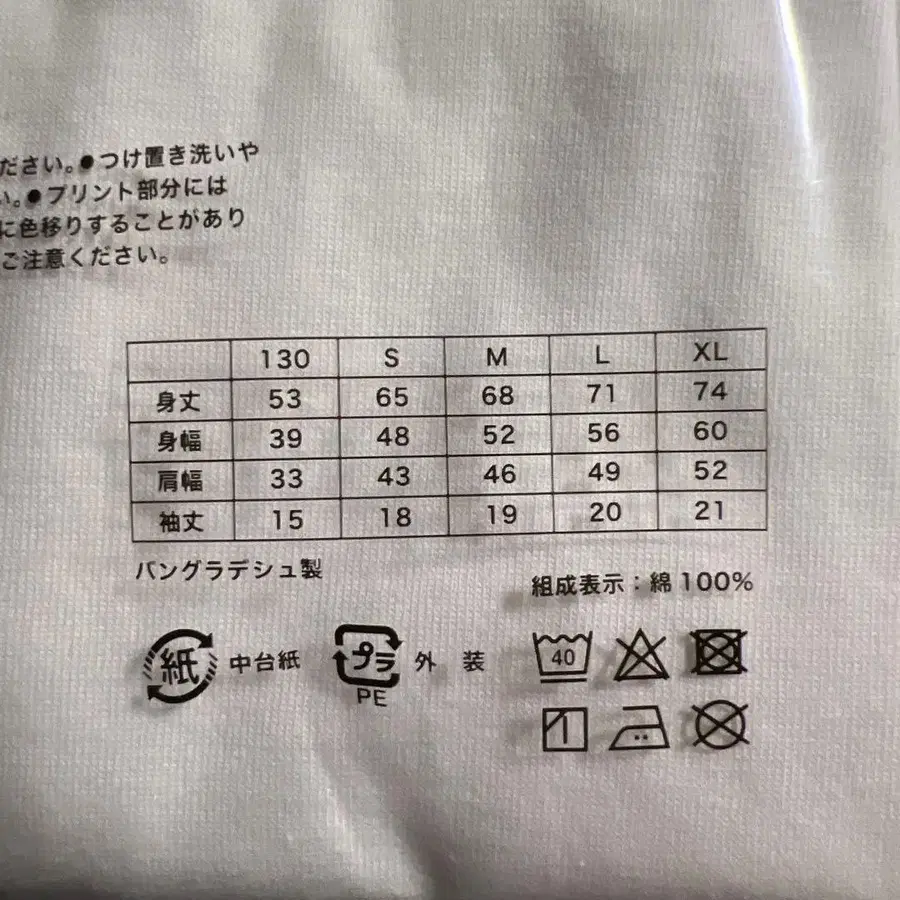 ださい。●つけ置き洗いや
い。●プリント部分には
に色移りすることがあり
ご注意ください。
130 S M L XL
身丈 53 65 68 71 74
身幅 39 48 52 56 60
肩幅 33 43 46 49 52
袖丈 15 18 19 20 21
バングラデシュ製
組成表示：綿100%
紙 中台紙 プラ 外 装
PE
40